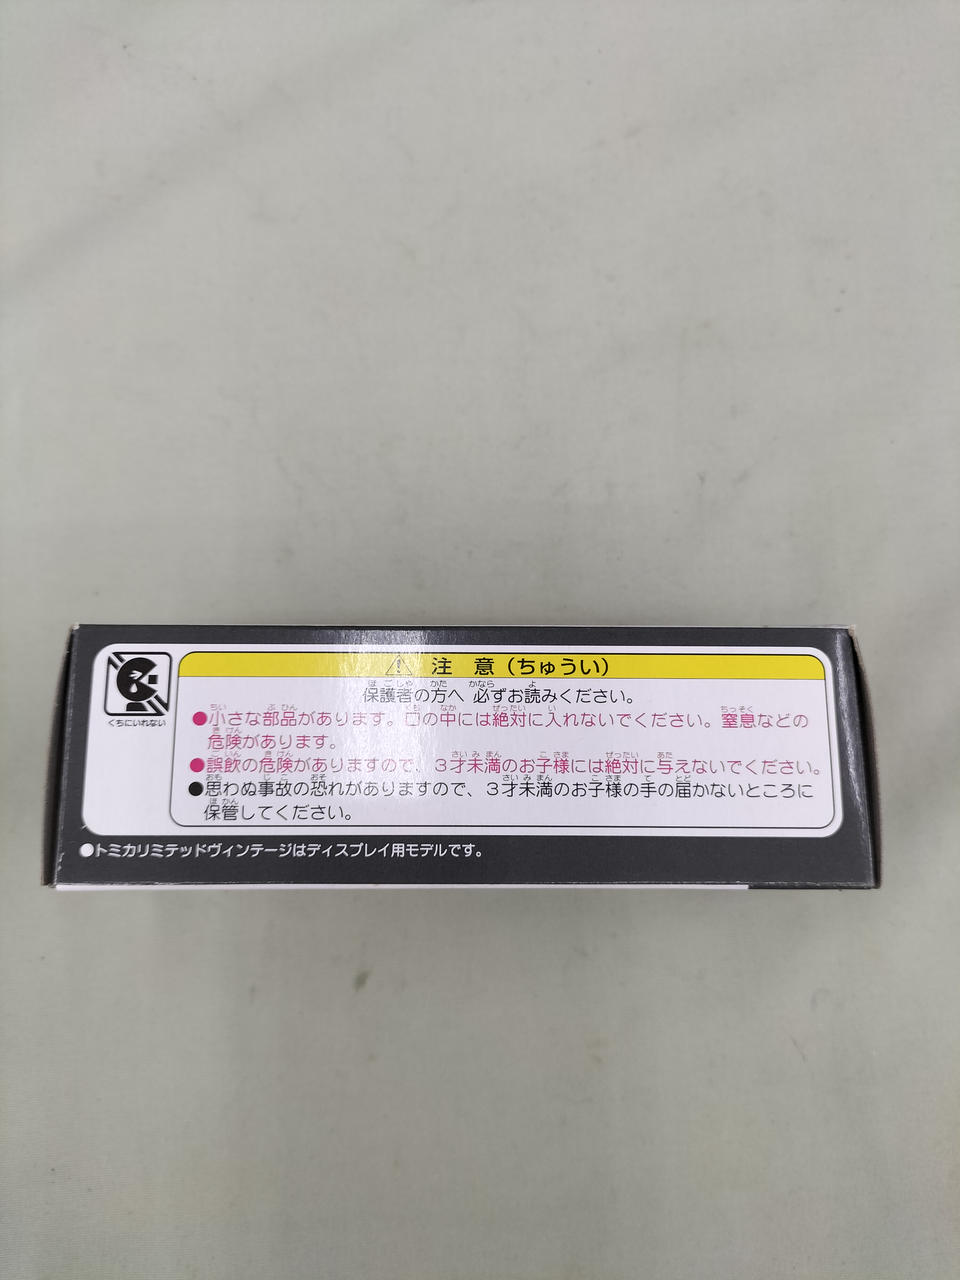 注 意 (ちゅうい)
保護者の方へ 必ずお読みください。
●小さな部品があります。口の中には絶対に入れないでください。窒息などの
危険があります。
●誤飲の危険がありますので、3才未満のお子様には絶対に与えないでください。
●思わぬ事故の恐れがありますので、3才未満のお子様の手の届かないところに
保管してください。
くちにいれない
●トミカリミテッドヴィンテージはディスプレイ用モデルです。